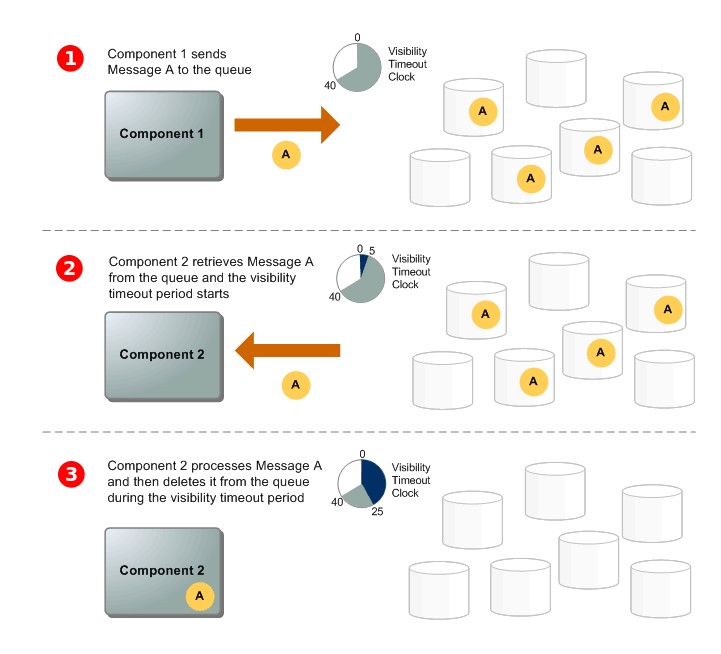 1
Component 1 sends
Message A to the queue
Component 1
A
0
40
Visibility
Timeout
Clock
A
A
A
A
2
Component 2 retrieves Message A
from the queue and the visibility
timeout period starts
Component 2
A
0 5
40
Visibility
Timeout
Clock
A
A
A
A
3
Component 2 processes Message A
and then deletes it from the queue
during the visibility timeout period
Component 2
A
0
40
25
Visibility
Timeout
Clock